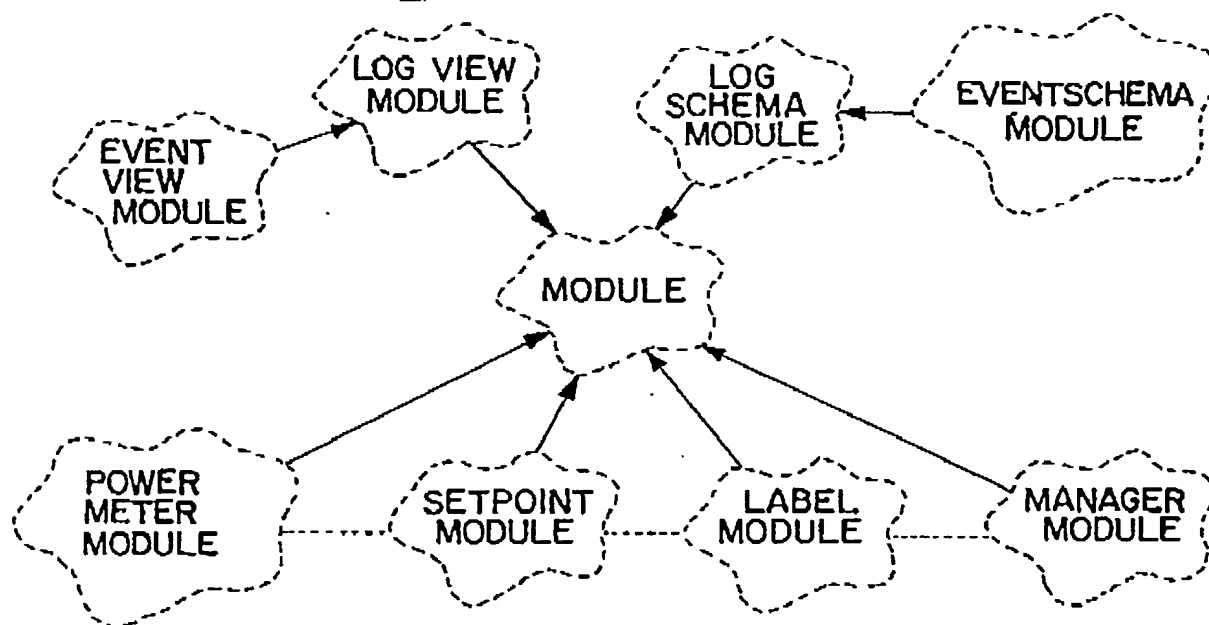 LOG VIEW
MODULE
LOG
SCHEMA
MODULE
EVENTSCHEMA
MODULE
EVENT
VIEW
MODULE
MODULE
POWER
METER
MODULE
SETPOINT
MODULE
LABEL
MODULE
MANAGER
MODULE